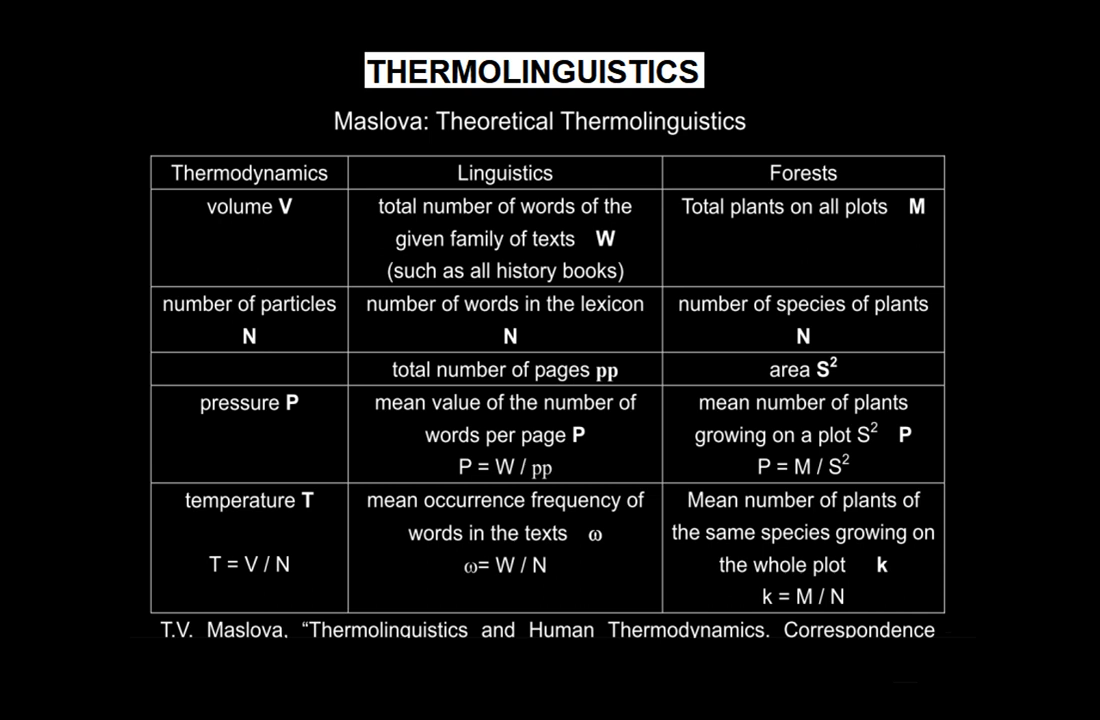 THERMOLINGUISTICS
Maslova: Theoretical Thermolinguistics
Thermodynamics Linguistics Forests
volume V
total number of words of the
given family of texts W
(such as all history books)
Total plants on all plots M
number of particles
N
number of words in the lexicon
N
number of species of plants
N
total number of pages pp
area S²
pressure P
mean value of the number of
words per page P
P = W / pp
mean number of plants
growing on a plot S² P
P = M / S²
temperature T
T = V / N
mean occurrence frequency of
words in the texts ω
ω= W / N
Mean number of plants of
the same species growing on
the whole plot k
k = M / N
T.V. Maslova, “Thermolinguistics and Human Thermodynamics. Correspondence